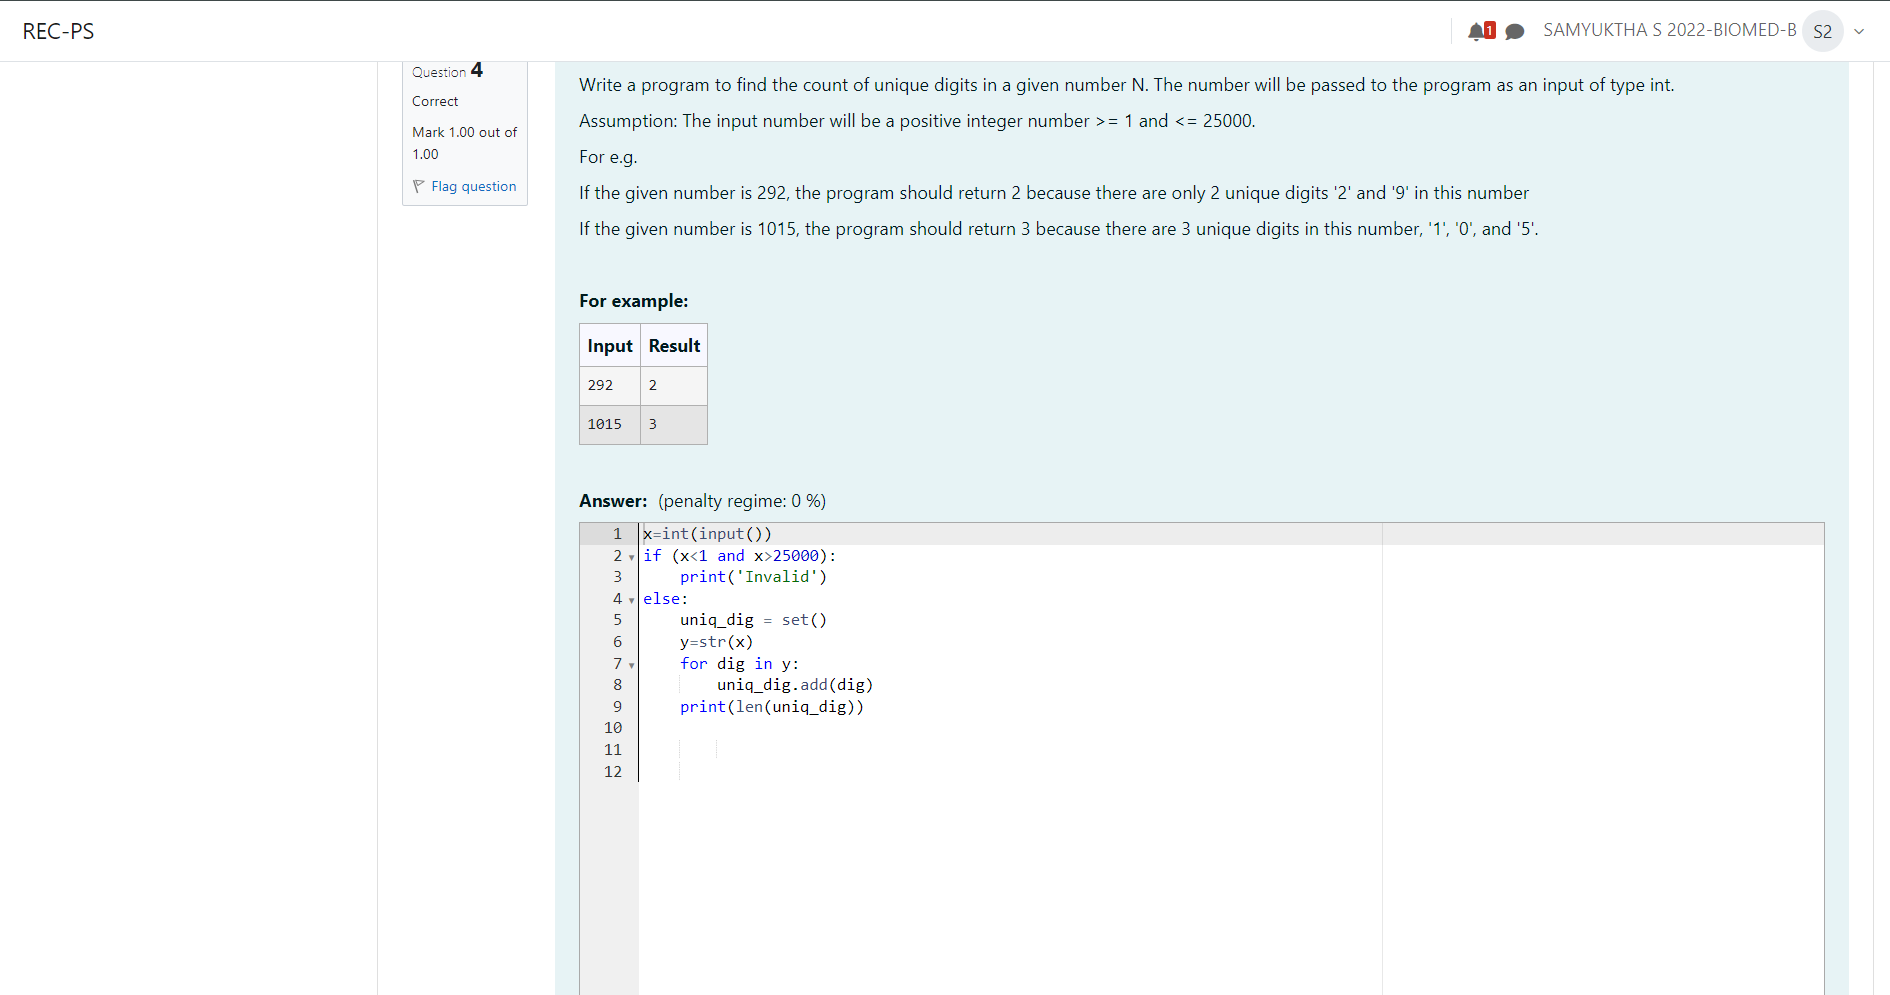 REC-PS
1
SAMYUKTHA S 2022-BIOMED-B
S2
Question 4
Correct
Mark 1.00 out of
1.00
Flag question
Write a program to find the count of unique digits in a given number N. The number will be passed to the program as an input of type int.
Assumption: The input number will be a positive integer number >= 1 and <= 25000.
For e.g.
If the given number is 292, the program should return 2 because there are only 2 unique digits '2' and '9' in this number
If the given number is 1015, the program should return 3 because there are 3 unique digits in this number, '1', '0', and '5'.
For example:
Input Result
292 2
1015 3
Answer: (penalty regime: 0 %)
1 x=int(input())
2 if (x<1 and x>25000):
3     print('Invalid')
4 else:
5     uniq_dig = set()
6     y=str(x)
7     for dig in y:
8         uniq_dig.add(dig)
9     print(len(uniq_dig))
10
11
12